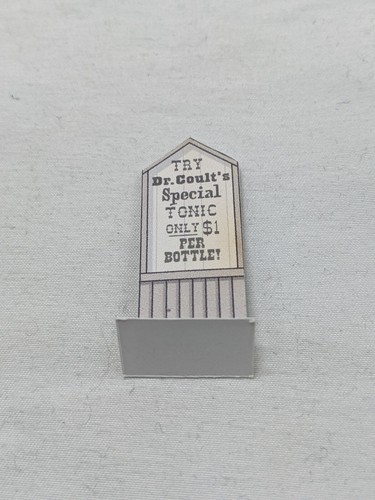 TRY
Dr.Coult's
Special
TONIC
ONLY $1
PER
BOTTLE!